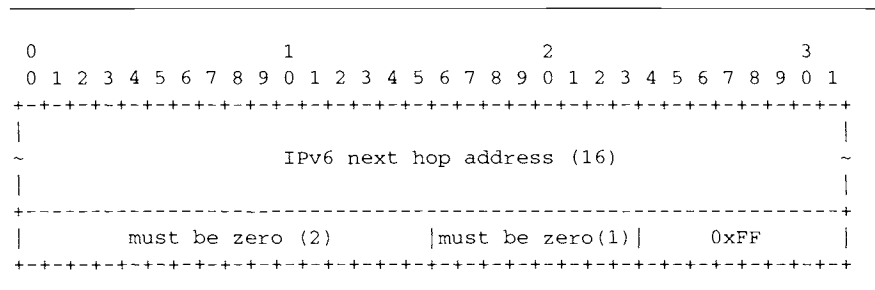 0                   1                   2                   3
0 1 2 3 4 5 6 7 8 9 0 1 2 3 4 5 6 7 8 9 0 1 2 3 4 5 6 7 8 9 0 1
+-+-+-+-+-+-+-+-+-+-+-+-+-+-+-+-+-+-+-+-+-+-+-+-+-+-+-+-+-+-+-+-+
|                                                               |
~                  IPv6 next hop address (16)                   ~
|                                                               |
+---------------------------------------------------------------+
|        must be zero (2)       |must be zero(1)|     0xFF      |
+-+-+-+-+-+-+-+-+-+-+-+-+-+-+-+-+-+-+-+-+-+-+-+-+-+-+-+-+-+-+-+-+